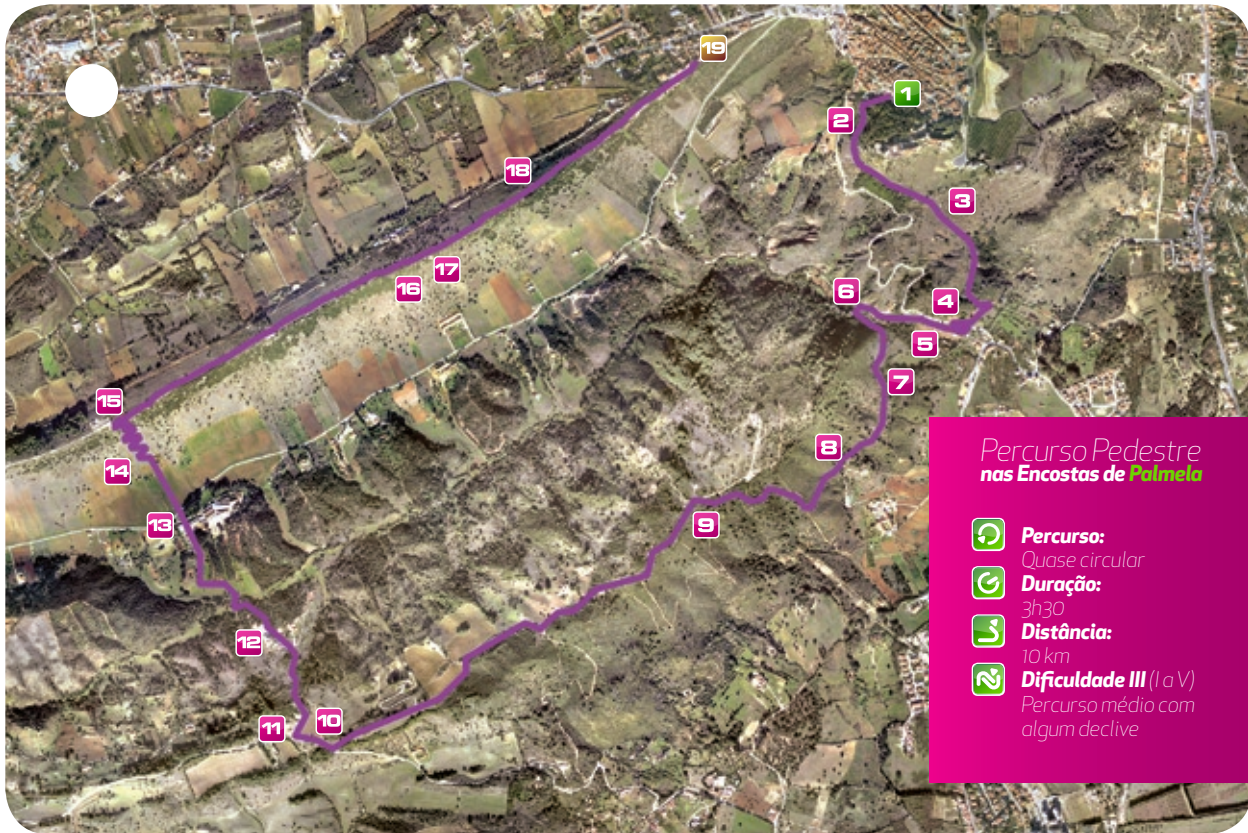 19
1
2
18
3
17
16
6
4
5
7
15
8
14
13
9
12
11
10
Percurso Pedestre
nas Encostas de Palmela
Percurso:
Quase circular
Duração:
3h30
Distância:
10 km
Dificuldade III (I a V)
Percurso médio com
algum declive